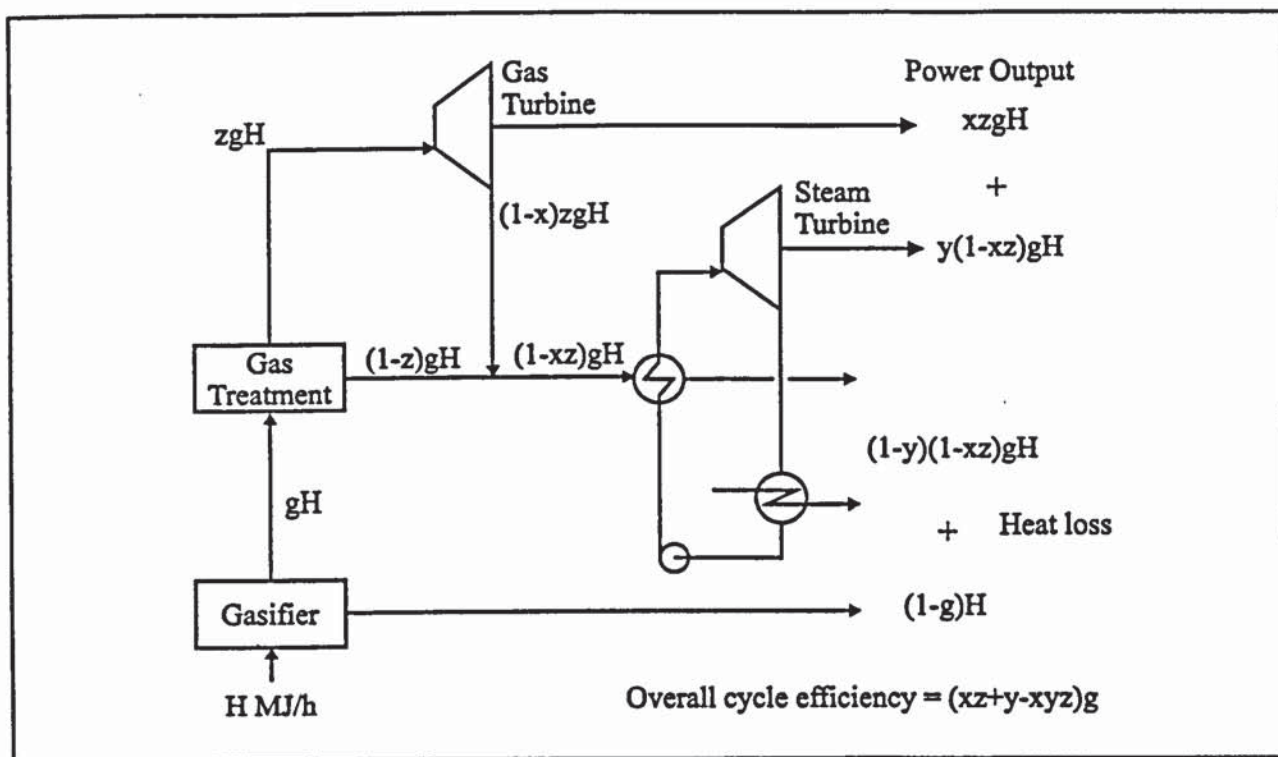 Power Output
Gas
Turbine
zgH
xzgH
+
(1-x)zgH
Steam
Turbine
y(1-xz)gH
Gas
Treatment
(1-z)gH
(1-xz)gH
(1-y)(1-xz)gH
gH
+
Heat loss
Gasifier
(1-g)H
H MJ/h
Overall cycle efficiency = (xz+y-xyz)g